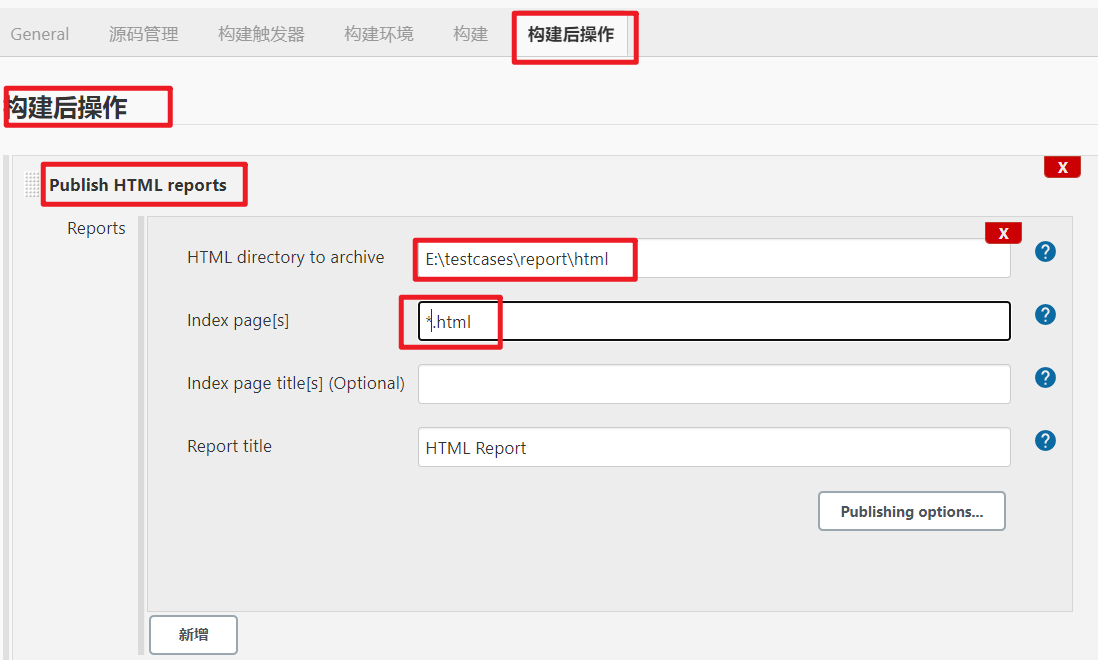 General 源码管理 构建触发器 构建环境 构建 构建后操作
构建后操作
X
Publish HTML reports
Reports
X
HTML directory to archive E:\testcases\report\html ?
Index page[s] *.html ?
Index page title[s] (Optional) ?
Report title HTML Report ?
Publishing options...
新增